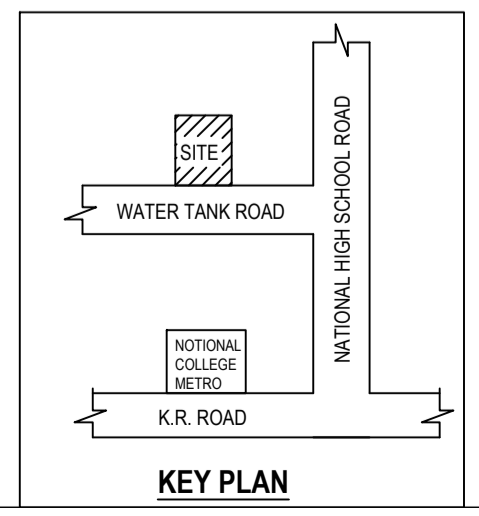 SITE
WATER TANK ROAD
NATIONAL HIGH SCHOOL ROAD
NOTIONAL
COLLEGE
METRO
K.R. ROAD
KEY PLAN